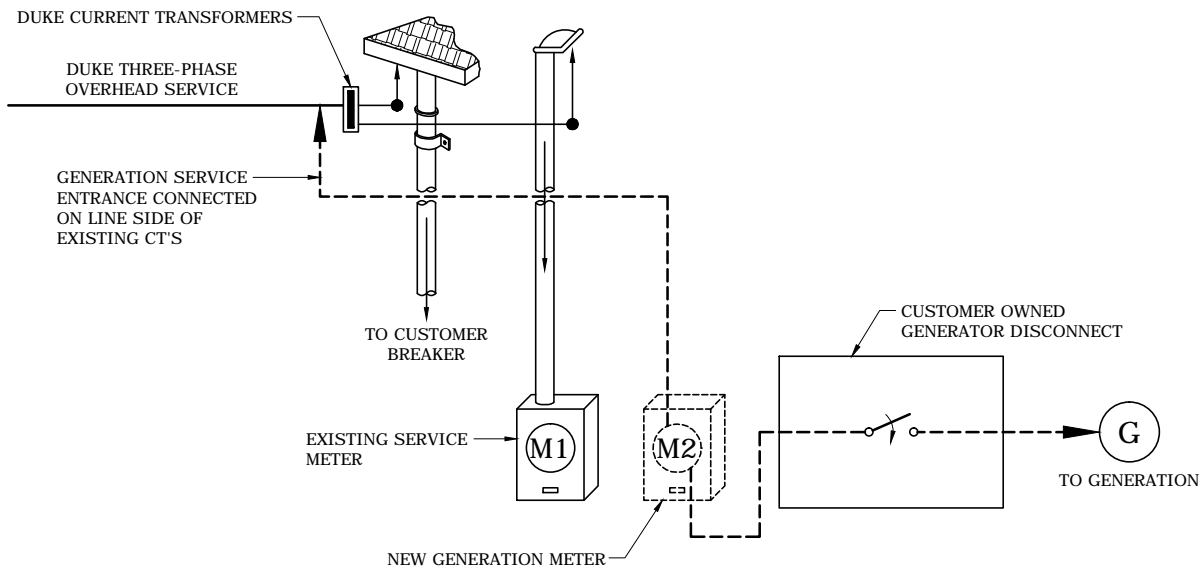 DUKE CURRENT TRANSFORMERS
DUKE THREE-PHASE
OVERHEAD SERVICE
GENERATION SERVICE
ENTRANCE CONNECTED
ON LINE SIDE OF
EXISTING CT'S
TO CUSTOMER
BREAKER
CUSTOMER OWNED
GENERATOR DISCONNECT
EXISTING SERVICE
METER
M1
M2
G
TO GENERATION
NEW GENERATION METER